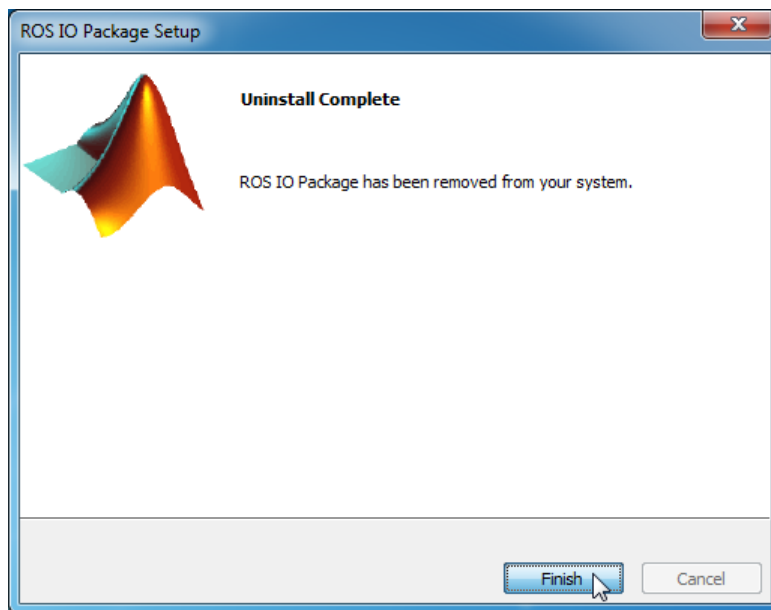 ROS IO Package Setup
Uninstall Complete
ROS IO Package has been removed from your system.
Finish Cancel